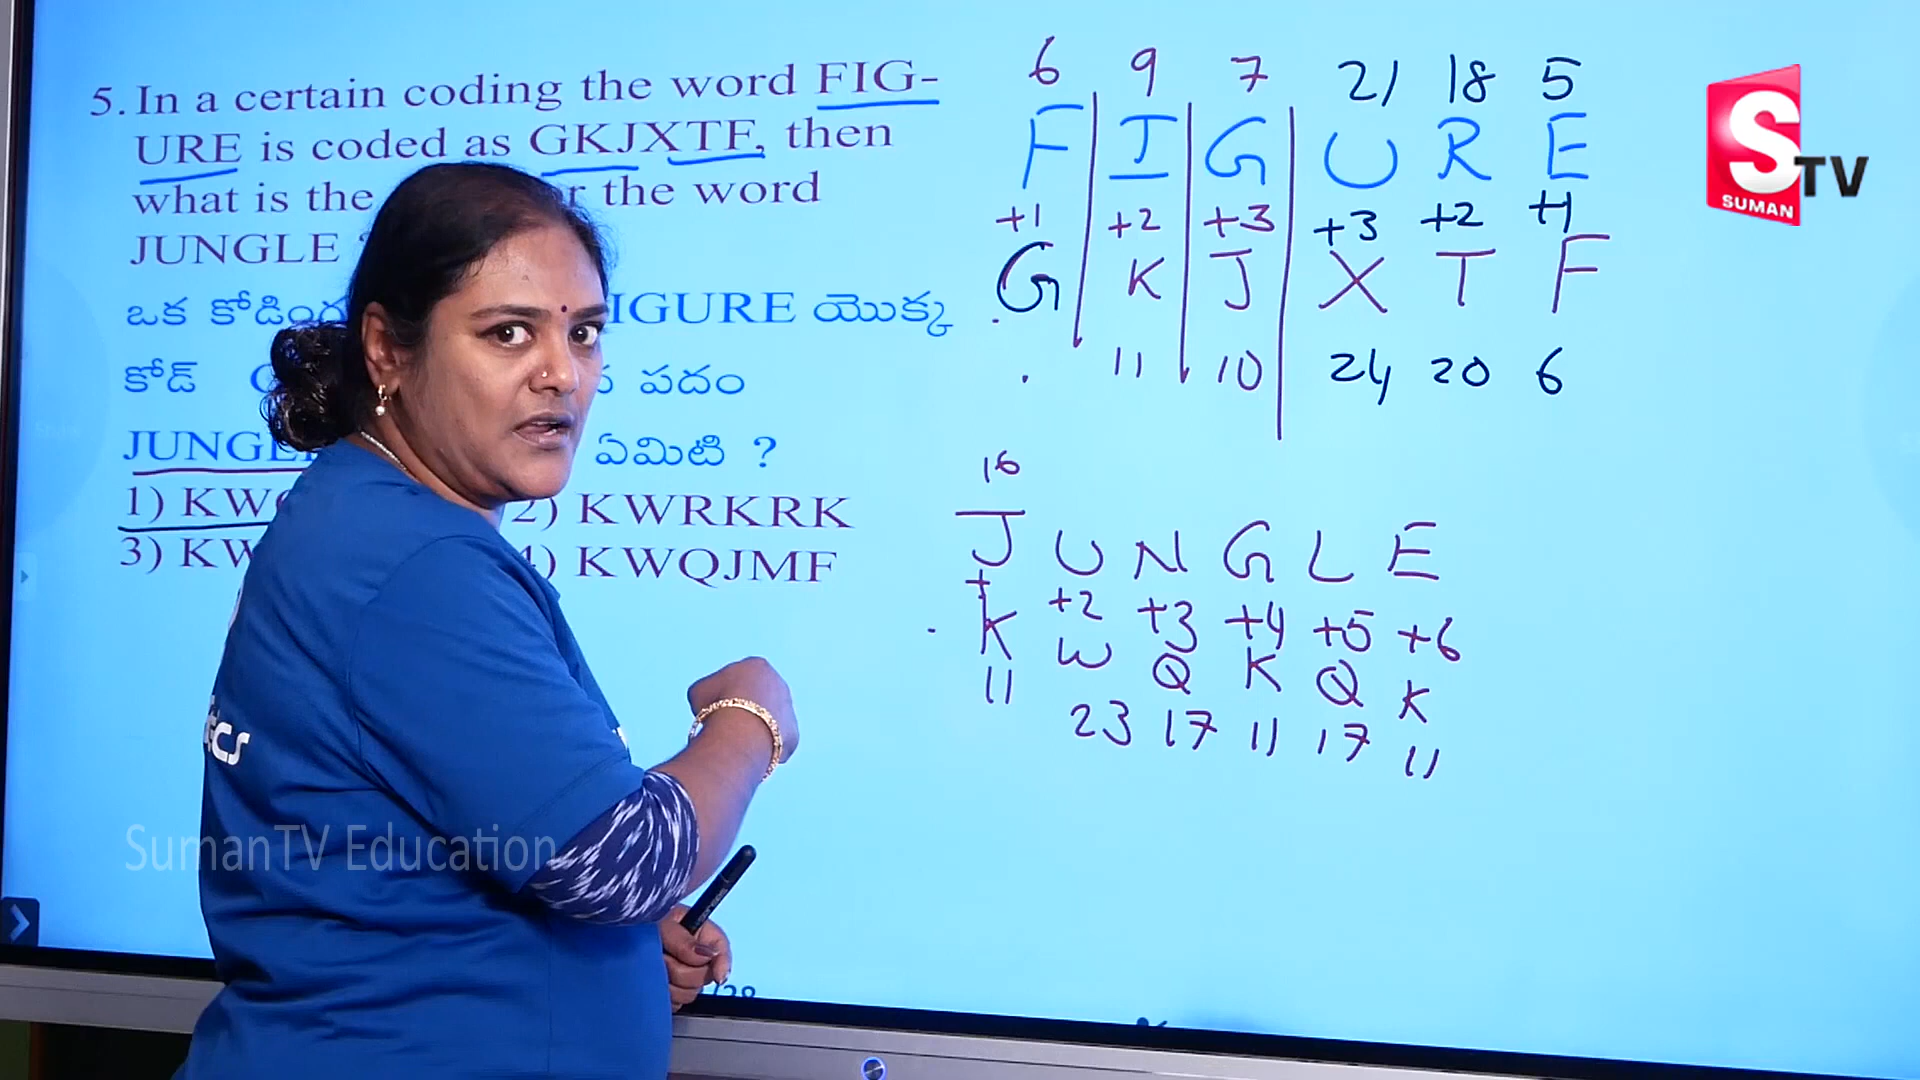 5. In a certain coding the word FIG-
URE is coded as GKJXTF, then
what is the the word
JUNGLE
ఒక IGURE యొక్క
కోడ్ పదం
ఏమిటి ?
1) KW 2) KWRKRK
3) KW 4) KWQJMF
6 9 7 21 18 5
F I G U R E
+1 +2 +3 +3 +2 +1
G K J X T F
11 10 24 20 6
J U N G L E
+ +2 +3 +4 +5 +6
K W Q K Q K
11 23 17 11 17 11
S TV
SUMAN
SumanTV Education